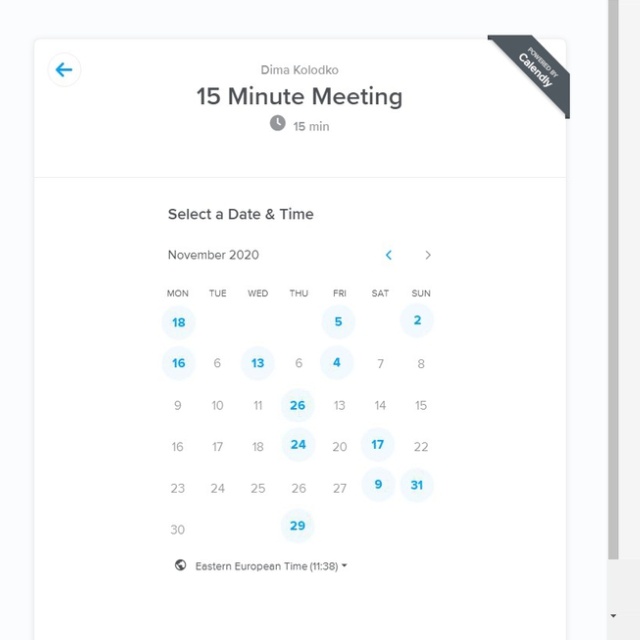 POWERED BY
Calendly
Dima Kolodko
15 Minute Meeting
15 min
Select a Date & Time
November 2020
MON TUE WED THU FRI SAT SUN
18 5 2
16 6 13 6 4 7 8
9 10 11 26 13 14 15
16 17 18 24 20 17 22
23 24 25 26 27 9 31
30 29
Eastern European Time (11:38)